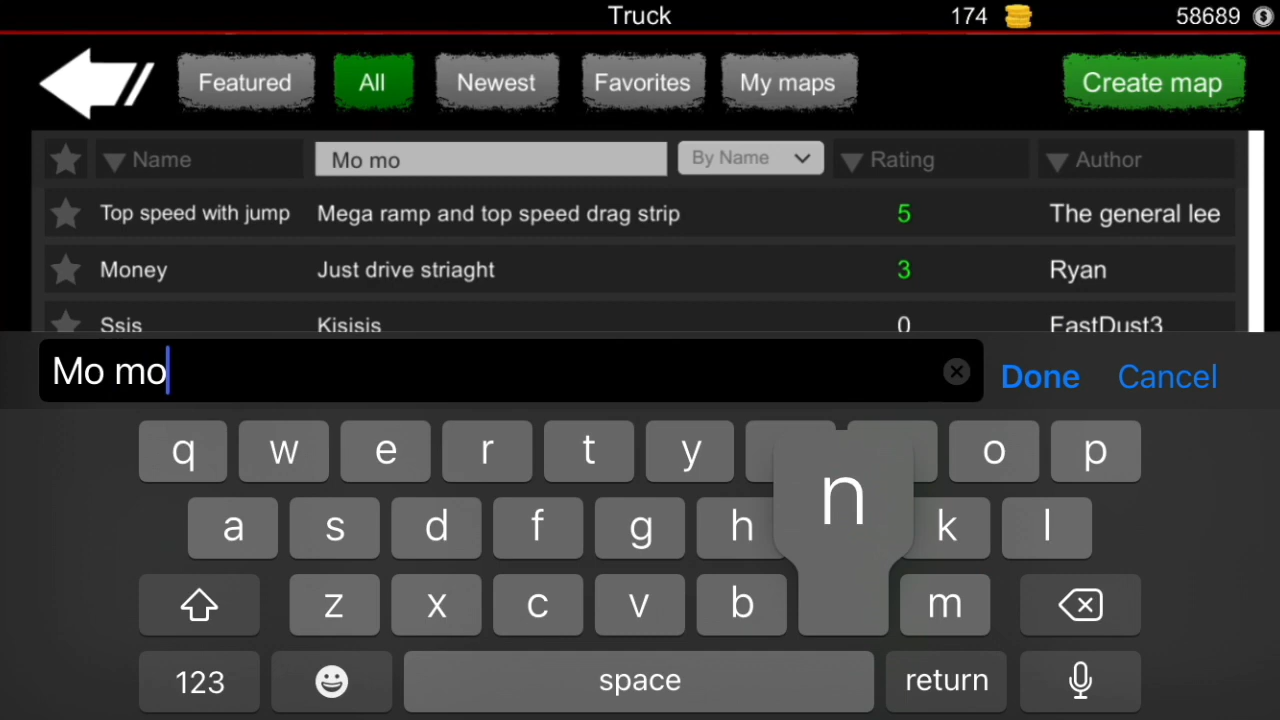 Truck 174 58689
Featured All Newest Favorites My maps Create map
Name Mo mo By Name Rating Author
Top speed with jump Mega ramp and top speed drag strip 5 The general lee
Money Just drive striaght 3 Ryan
Ssis Kisisis 0 FastDust3
Mo mo Done Cancel
q w e r t y o p
a s d f g h n k l
z x c v b m
123 space return